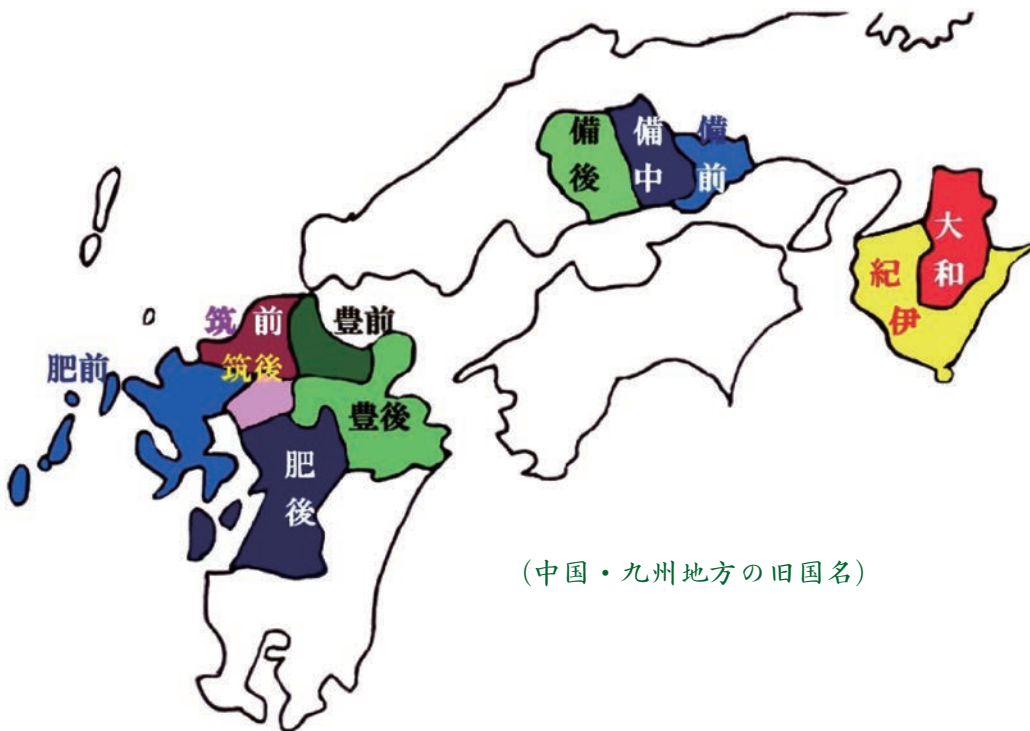 備後
備中
備前
大和
紀伊
筑前
豊前
肥前
筑後
豊後
肥後
(中国・九州地方の旧国名)